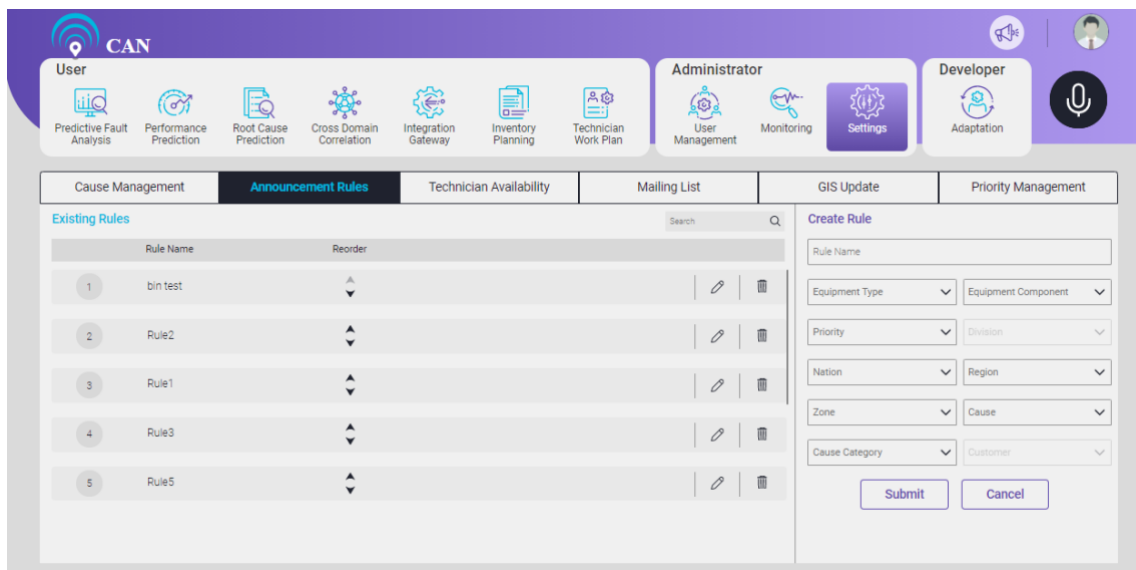 CAN
User
Administrator
Developer
Predictive Fault Analysis
Performance Prediction
Root Cause Prediction
Cross Domain Correlation
Integration Gateway
Inventory Planning
Technician Work Plan
User Management
Monitoring
Settings
Adaptation
Cause Management
Announcement Rules
Technician Availability
Mailing List
GIS Update
Priority Management
Existing Rules
Search
Rule Name
Reorder
1
bin test
2
Rule2
3
Rule1
4
Rule3
5
Rule5
Create Rule
Rule Name
Equipment Type
Equipment Component
Priority
Division
Nation
Region
Zone
Cause
Cause Category
Customer
Submit
Cancel